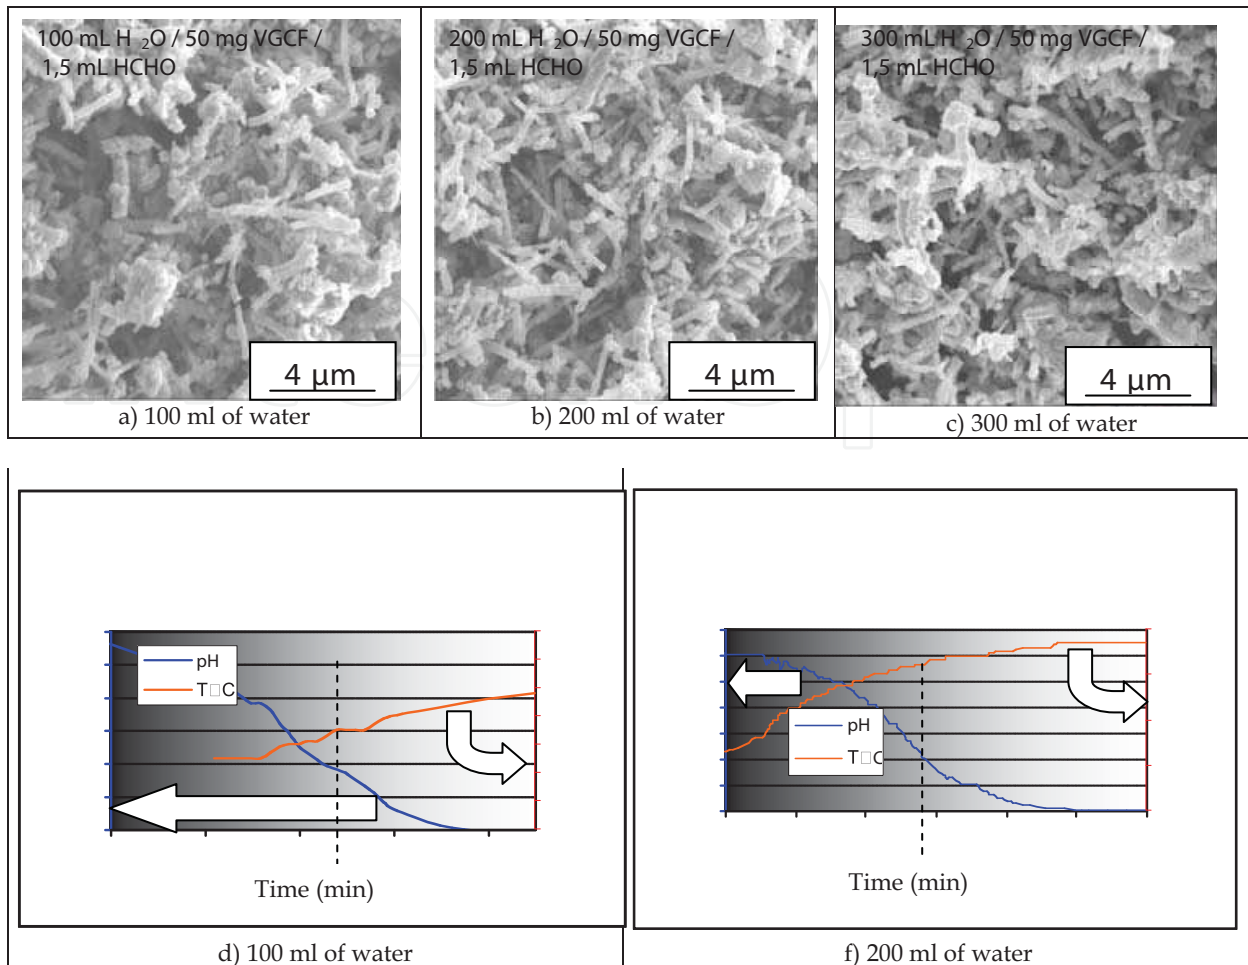 100 mL H ₂O / 50 mg VGCF /
1,5 mL HCHO
200 mL H ₂O / 50 mg VGCF /
1,5 mL HCHO
300 mL H ₂O / 50 mg VGCF /
1,5 mL HCHO
4 µm
4 µm
4 µm
a) 100 ml of water
b) 200 ml of water
c) 300 ml of water
pH
T□C
pH
T□C
Time (min)
Time (min)
d) 100 ml of water
f) 200 ml of water